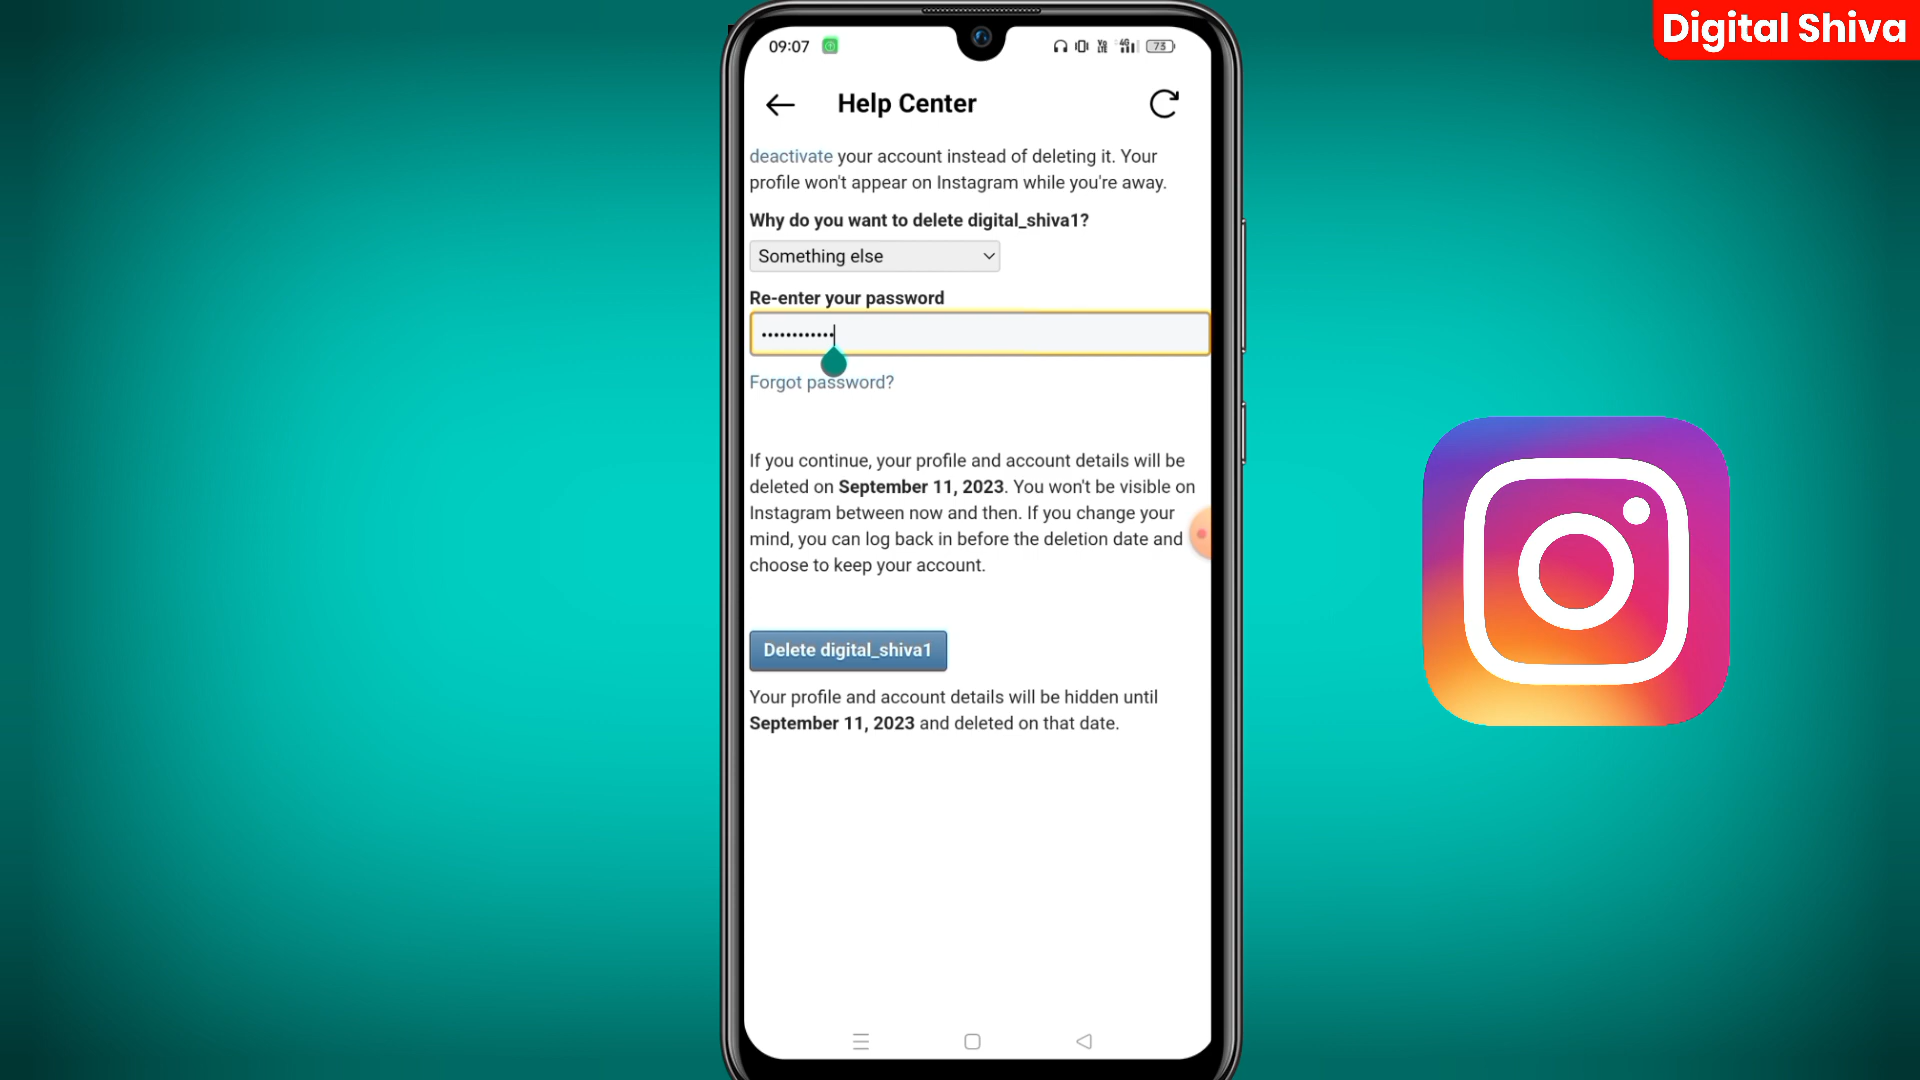 Digital Shiva
09:07
4G
73
Help Center
deactivate your account instead of deleting it. Your
profile won't appear on Instagram while you're away.
Why do you want to delete digital_shiva1?
Something else
Re-enter your password
••••••••••••
Forgot password?
If you continue, your profile and account details will be
deleted on September 11, 2023. You won't be visible on
Instagram between now and then. If you change your
mind, you can log back in before the deletion date and
choose to keep your account.
Delete digital_shiva1
Your profile and account details will be hidden until
September 11, 2023 and deleted on that date.